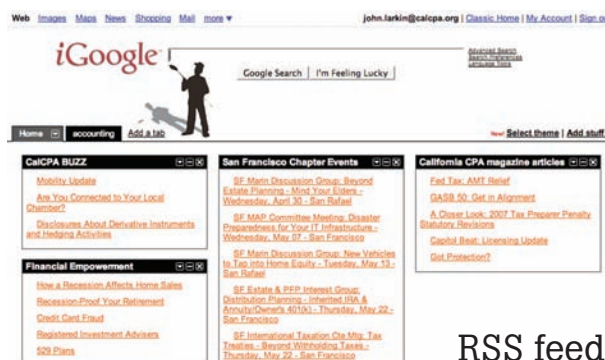 Web Images Maps News Shopping Mail more ▼
john.larkin@calcpa.org | Classic Home | My Account | Sign o
iGoogle
Advanced Search
Search Preferences
Language Tools
Google Search I'm Feeling Lucky
Home accounting Add a tab
New! Select theme | Add stuff
CalCPA BUZZ
Mobility Update
Are You Connected to Your Local
Chamber?
Disclosures About Derivative Instruments
and Hedging Activities
Financial Empowerment
How a Recession Affects Home Sales
Recession-Proof Your Retirement
Credit Card Fraud
Registered Investment Advisers
529 Plans
San Francisco Chapter Events
SF Marin Discussion Group: Beyond
Estate Planning - Mind Your Elders -
Wednesday, April 30 - San Rafael
SF MAP Committee Meeting: Disaster
Preparedness for Your IT Infrastructure -
Wednesday, May 07 - San Francisco
SF Marin Discussion Group: New Vehicles
to Tap into Home Equity - Tuesday, May 13 -
San Rafael
SF Estate & PFP Interest Group:
Distribution Planning - Inherited IRA &
Annuity/Owner's 401(k) - Thursday, May 22 -
San Francisco
SF International Taxation Cte Mtg: Tax
Treaties - Beyond Withholding Taxes -
Thursday, May 22 - San Francisco
California CPA magazine articles
Fed Tax: AMT Relief
GASB 50: Get in Alignment
A Closer Look: 2007 Tax Preparer Penalty
Statutory Revisions
Capitol Beat: Licensing Update
Got Protection?
RSS feed